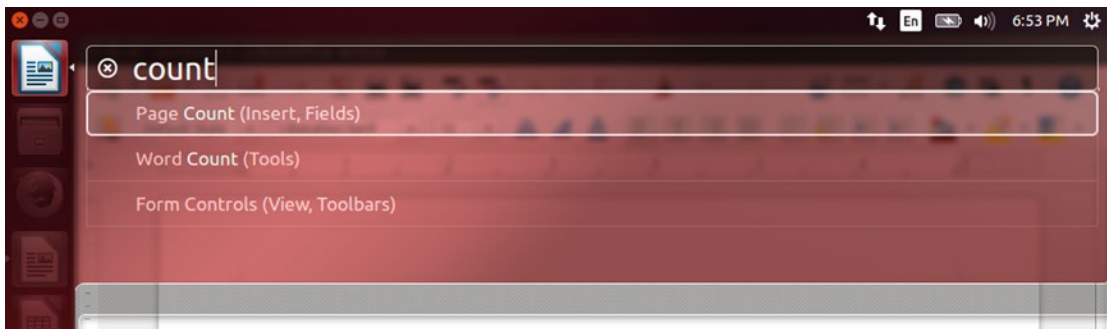 En 6:53 PM
count
Page Count (Insert, Fields)
Word Count (Tools)
Form Controls (View, Toolbars)